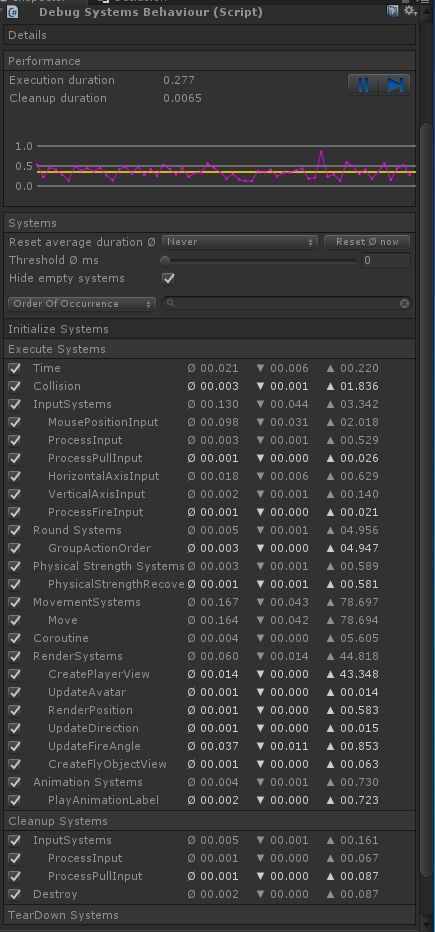 Debug Systems Behaviour (Script)
Details
Performance
Execution duration 0.277
Cleanup duration 0.0065
1.0
0.5
0.0
Systems
Reset average duration Ø Never Reset Ø now
Threshold Ø ms 0
Hide empty systems
Order Of Occurrence
Initialize Systems
Execute Systems
Time Ø 00.021 ▼ 00.006 ▲ 00.220
Collision Ø 00.003 ▼ 00.001 ▲ 01.836
InputSystems Ø 00.130 ▼ 00.044 ▲ 03.342
MousePositionInput Ø 00.098 ▼ 00.031 ▲ 02.018
ProcessInput Ø 00.003 ▼ 00.001 ▲ 00.529
ProcessPullInput Ø 00.001 ▼ 00.000 ▲ 00.026
HorizontalAxisInput Ø 00.018 ▼ 00.006 ▲ 00.629
VerticalAxisInput Ø 00.002 ▼ 00.001 ▲ 00.140
ProcessFireInput Ø 00.001 ▼ 00.000 ▲ 00.021
Round Systems Ø 00.005 ▼ 00.001 ▲ 04.956
GroupActionOrder Ø 00.003 ▼ 00.000 ▲ 04.947
Physical Strength Systems Ø 00.003 ▼ 00.001 ▲ 00.589
PhysicalStrengthRecove Ø 00.001 ▼ 00.001 ▲ 00.581
MovementSystems Ø 00.167 ▼ 00.043 ▲ 78.697
Move Ø 00.164 ▼ 00.042 ▲ 78.694
Coroutine Ø 00.004 ▼ 00.000 ▲ 05.605
RenderSystems Ø 00.060 ▼ 00.014 ▲ 44.818
CreatePlayerView Ø 00.014 ▼ 00.000 ▲ 43.348
UpdateAvatar Ø 00.001 ▼ 00.000 ▲ 00.014
RenderPosition Ø 00.001 ▼ 00.000 ▲ 00.583
UpdateDirection Ø 00.001 ▼ 00.000 ▲ 00.015
UpdateFireAngle Ø 00.037 ▼ 00.011 ▲ 00.853
CreateFlyObjectView Ø 00.001 ▼ 00.000 ▲ 00.063
Animation Systems Ø 00.004 ▼ 00.001 ▲ 00.730
PlayAnimationLabel Ø 00.002 ▼ 00.000 ▲ 00.723
Cleanup Systems
InputSystems Ø 00.005 ▼ 00.001 ▲ 00.161
ProcessInput Ø 00.001 ▼ 00.000 ▲ 00.067
ProcessPullInput Ø 00.001 ▼ 00.000 ▲ 00.087
Destroy Ø 00.002 ▼ 00.000 ▲ 00.087
TearDown Systems